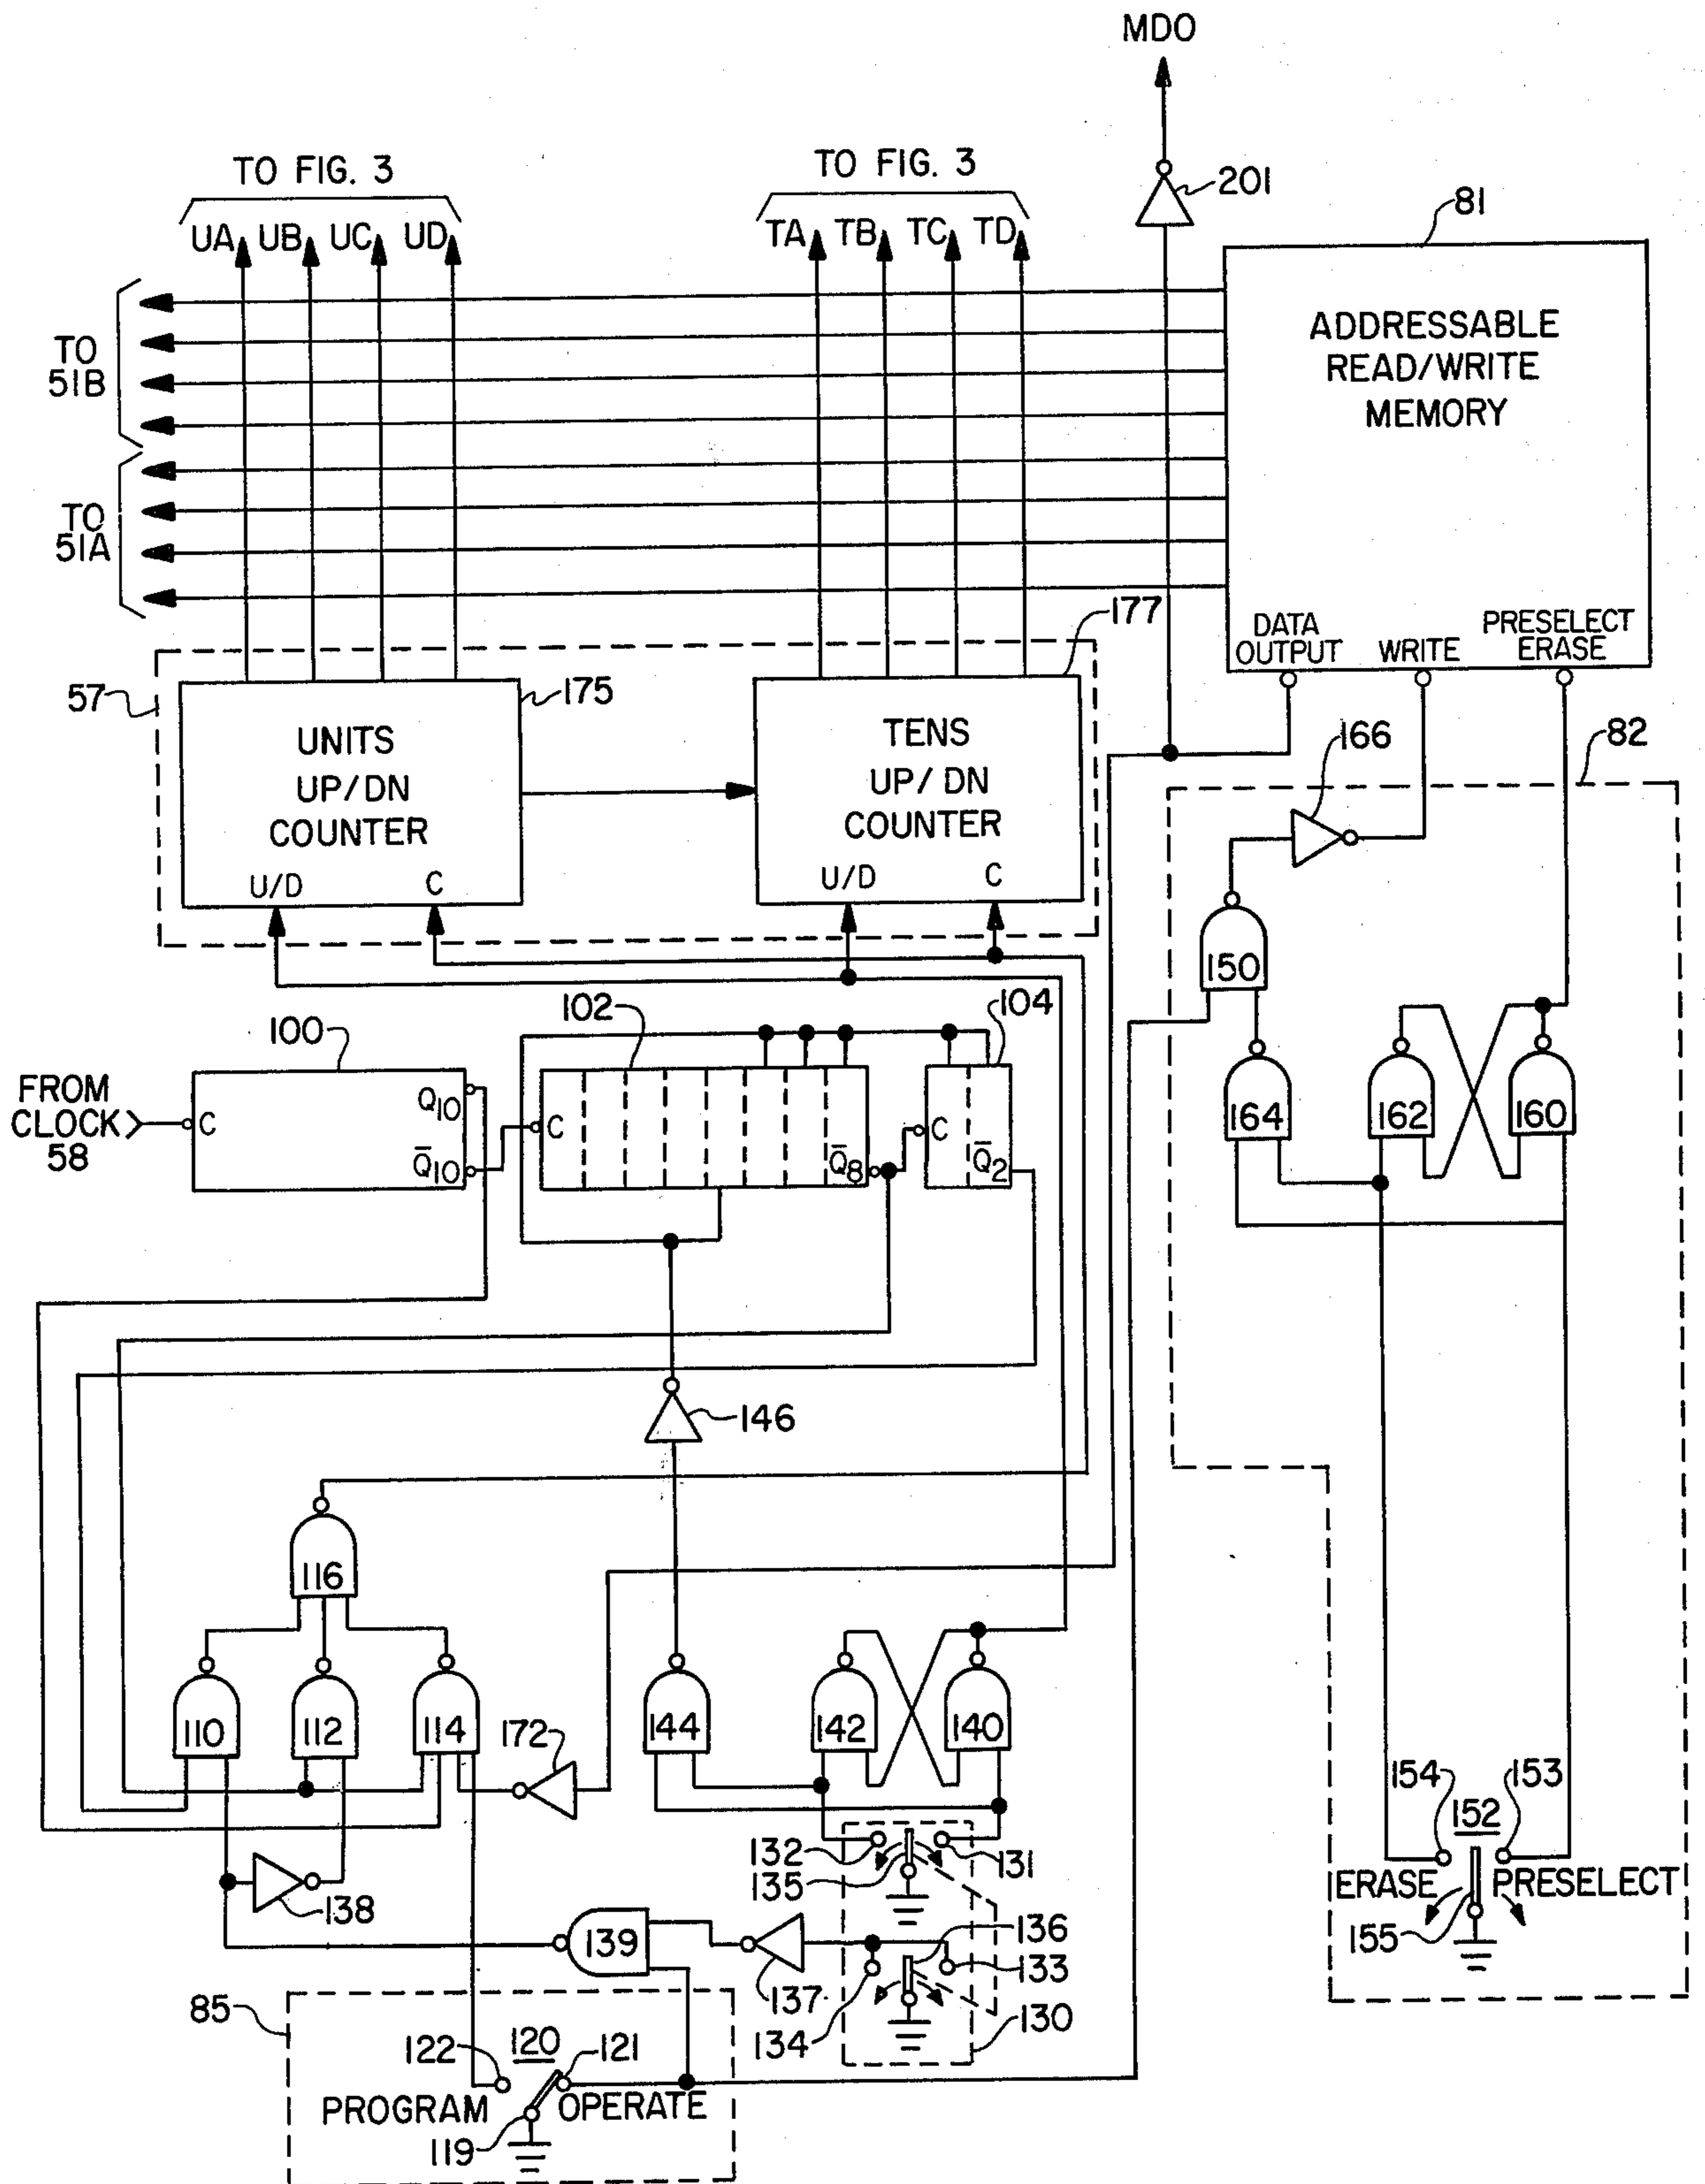 MDO
TO FIG. 3
TO FIG. 3
201
81
UA UB UC UD
TA TB TC TD
TO
51B
ADDRESSABLE
READ/WRITE
MEMORY
TO
51A
177
DATA
OUTPUT
WRITE
PRESELECT
ERASE
57
175
UNITS
UP/DN
COUNTER
U/D
C
TENS
UP/DN
COUNTER
U/D
C
166
82
150
100
102
104
FROM
CLOCK
58
C
Q10
Q̅10
C
Q̅8
C
Q̅2
164
162
160
146
116
110
112
114
172
144
142
140
138
132
135
131
139
137
136
133
134
130
154
152
153
ERASE
PRESELECT
155
85
122
120
121
PROGRAM
OPERATE
119